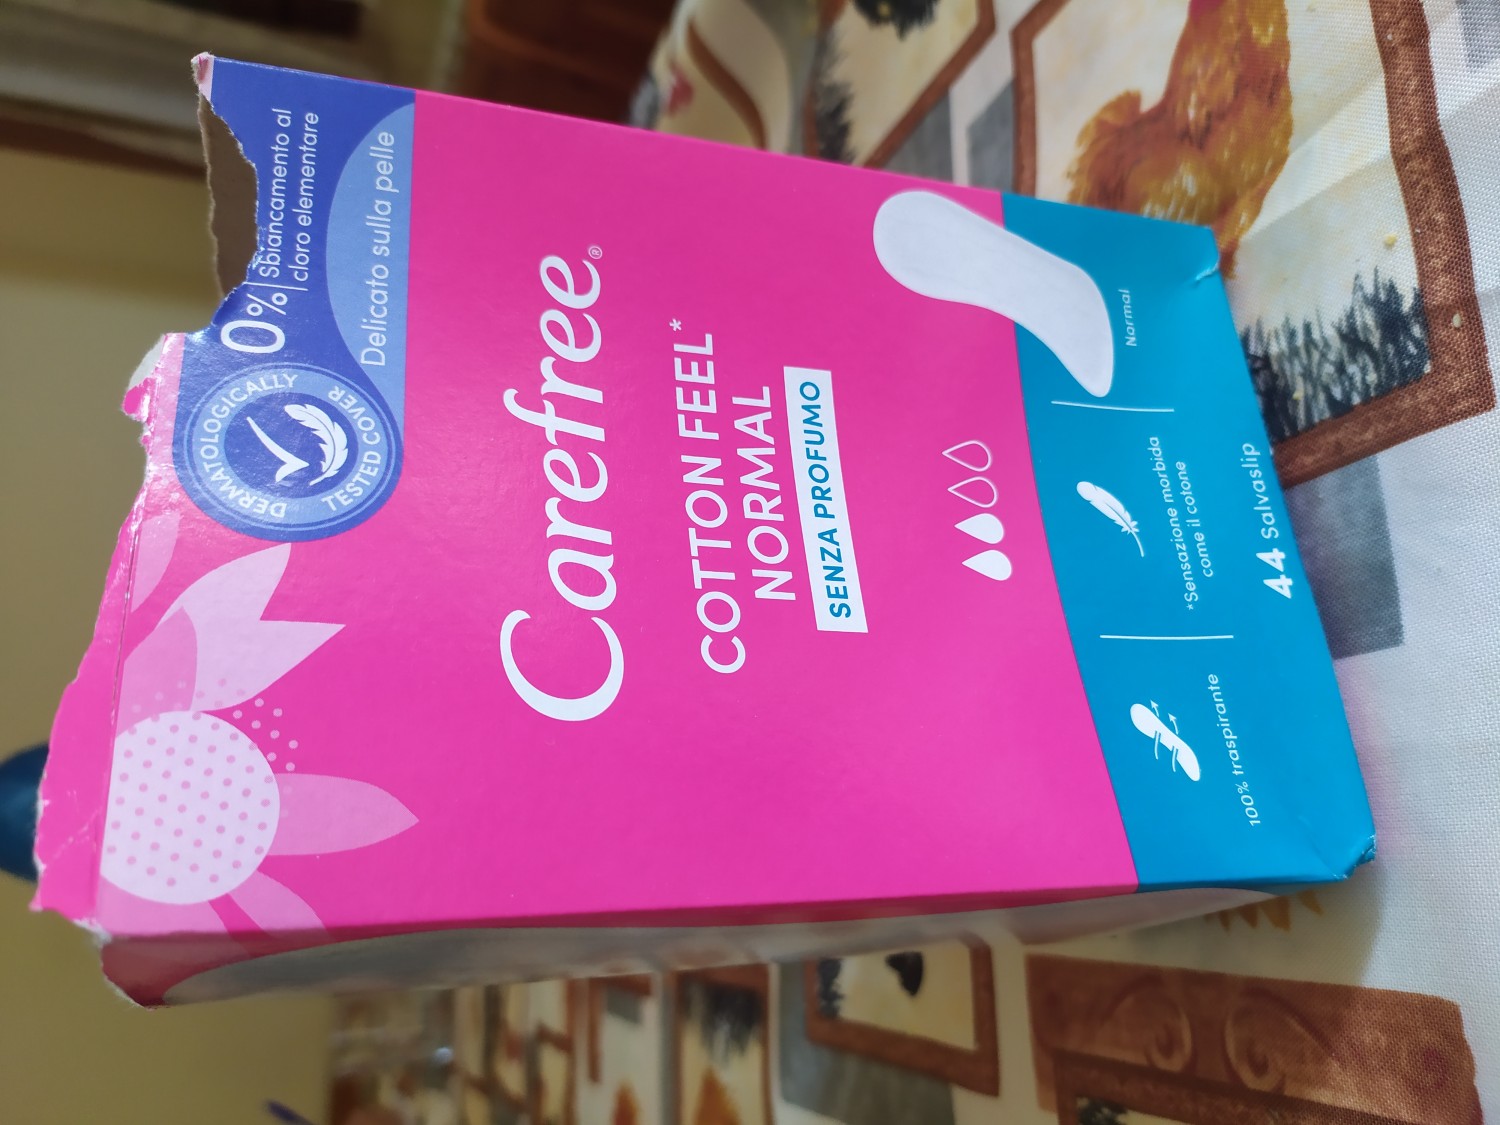 DERMATOLOGICALLY
TESTED COVER
0%
Sbiancamento al
cloro elementare
Delicato sulla pelle
Carefree®
COTTON FEEL*
NORMAL
SENZA PROFUMO
100% traspirante
*Sensazione morbida
come il cotone
Normal
44 Salvaslip